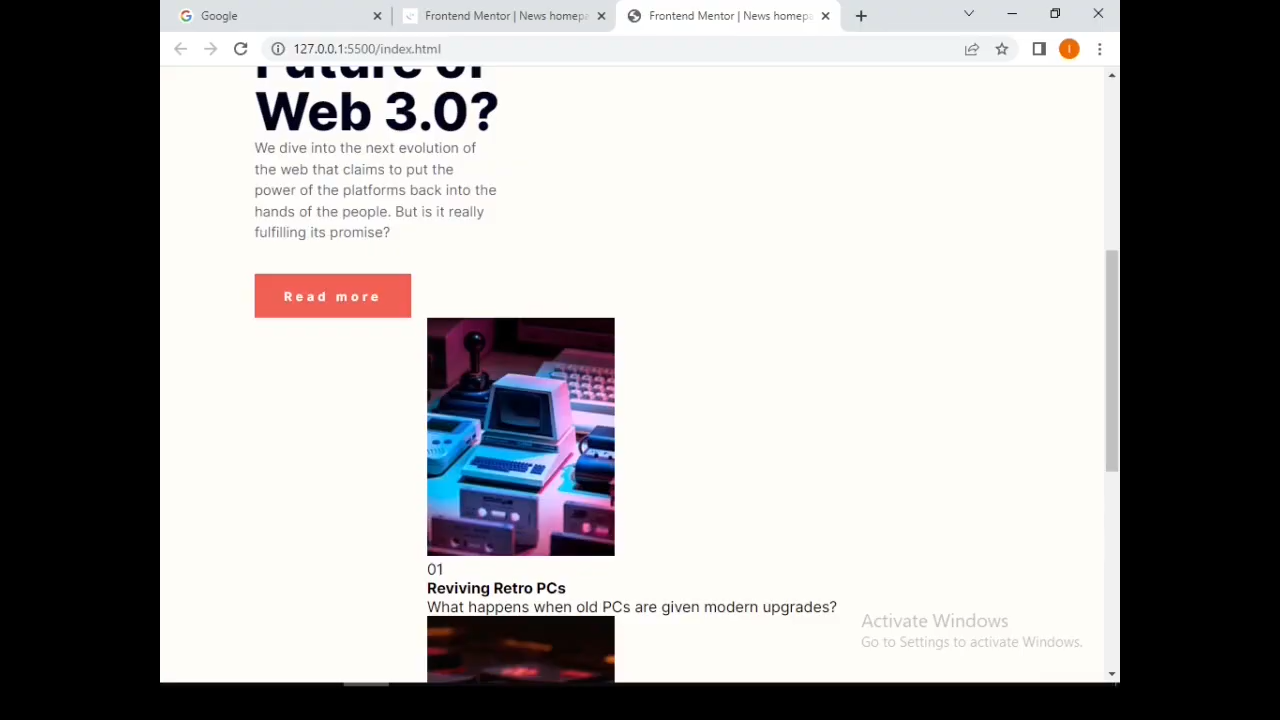 Google
Frontend Mentor | News homepa
Frontend Mentor | News homepa
127.0.0.1:5500/index.html
I
Future of
Web 3.0?
We dive into the next evolution of
the web that claims to put the
power of the platforms back into the
hands of the people. But is it really
fulfilling its promise?
Read more
01
Reviving Retro PCs
What happens when old PCs are given modern upgrades?
Activate Windows
Go to Settings to activate Windows.